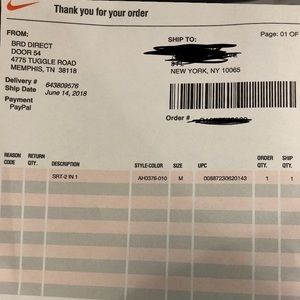 Thank you for your order
FROM:
BRD DIRECT
DOOR 54
4775 TUGGLE ROAD
MEMPHIS, TN 38118
SHIP TO:
NEW YORK, NY 10065
Page: 01 OF
Delivery # 643809576
Ship Date June 14, 2018
Payment
PayPal
Order #
REASON CODE RETURN QTY. DESCRIPTION STYLE-COLOR SIZE UPC ORDER QTY. SHIP QTY.
SRT-2 IN 1 AH0376-010 M 00887230620143 1 1